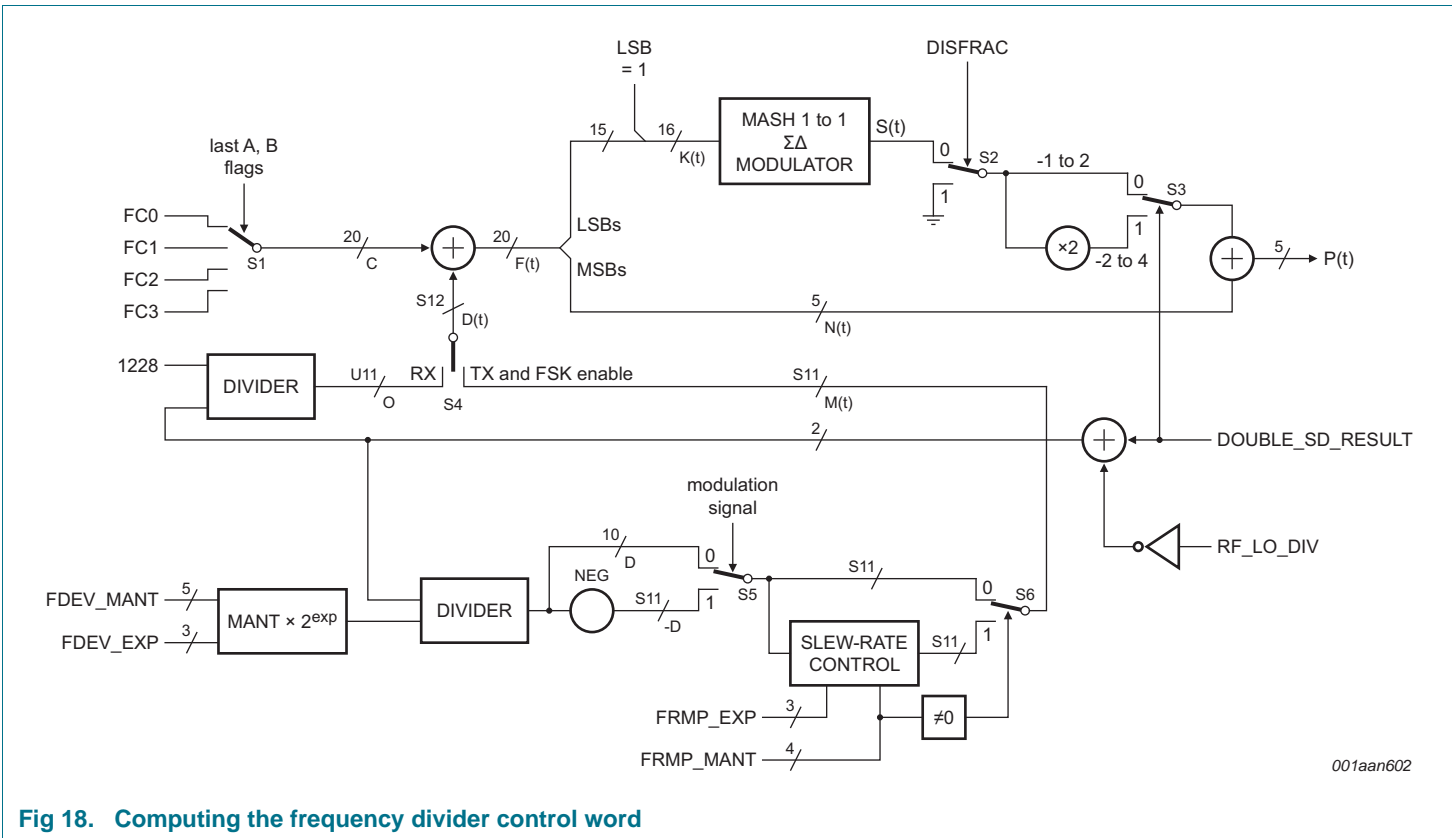 LSB
= 1
DISFRAC
last A, B
flags
15
16
K(t)
MASH 1 to 1
ΣΔ
MODULATOR
S(t)
0
S2
1
-1 to 2
0
S3
1
×2
-2 to 4
FC0
FC1
FC2
FC3
S1
20
C
20
F(t)
LSBs
MSBs
5
N(t)
5
P(t)
S12
D(t)
1228
DIVIDER
U11
O
RX
S4
TX and FSK enable
S11
M(t)
2
DOUBLE_SD_RESULT
RF_LO_DIV
modulation
signal
FDEV_MANT
5
FDEV_EXP
3
MANT × 2exp
DIVIDER
10
D
NEG
S11
-D
0
1
S5
S11
0
S6
1
SLEW-RATE
CONTROL
S11
FRMP_EXP
3
≠0
FRMP_MANT
4
001aan602
Fig 18. Computing the frequency divider control word